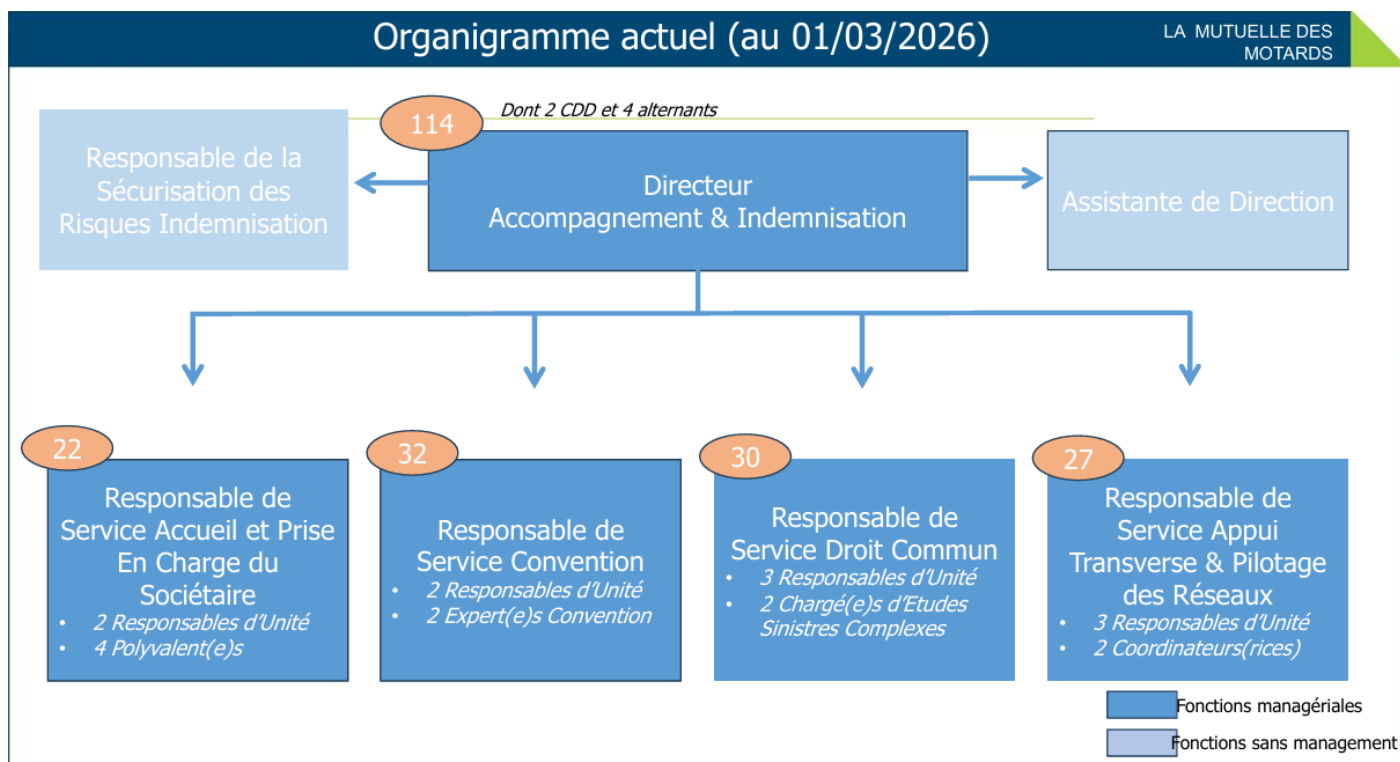 Organigramme actuel (au 01/03/2026)
LA MUTUELLE DES
MOTARDS
114
Dont 2 CDD et 4 alternants
Responsable de la
Sécurisation des
Risques Indemnisation
Directeur
Accompagnement & Indemnisation
Assistante de Direction
22
Responsable de
Service Accueil et Prise
En Charge du
Sociétaire
• 2 Responsables d'Unité
• 4 Polyvalent(e)s
32
Responsable de
Service Convention
• 2 Responsables d'Unité
• 2 Expert(e)s Convention
30
Responsable de
Service Droit Commun
• 3 Responsables d'Unité
• 2 Chargé(e)s d'Etudes
Sinistres Complexes
27
Responsable de
Service Appui
Transverse & Pilotage
des Réseaux
• 3 Responsables d'Unité
• 2 Coordinateurs(rices)
Fonctions managériales
Fonctions sans management